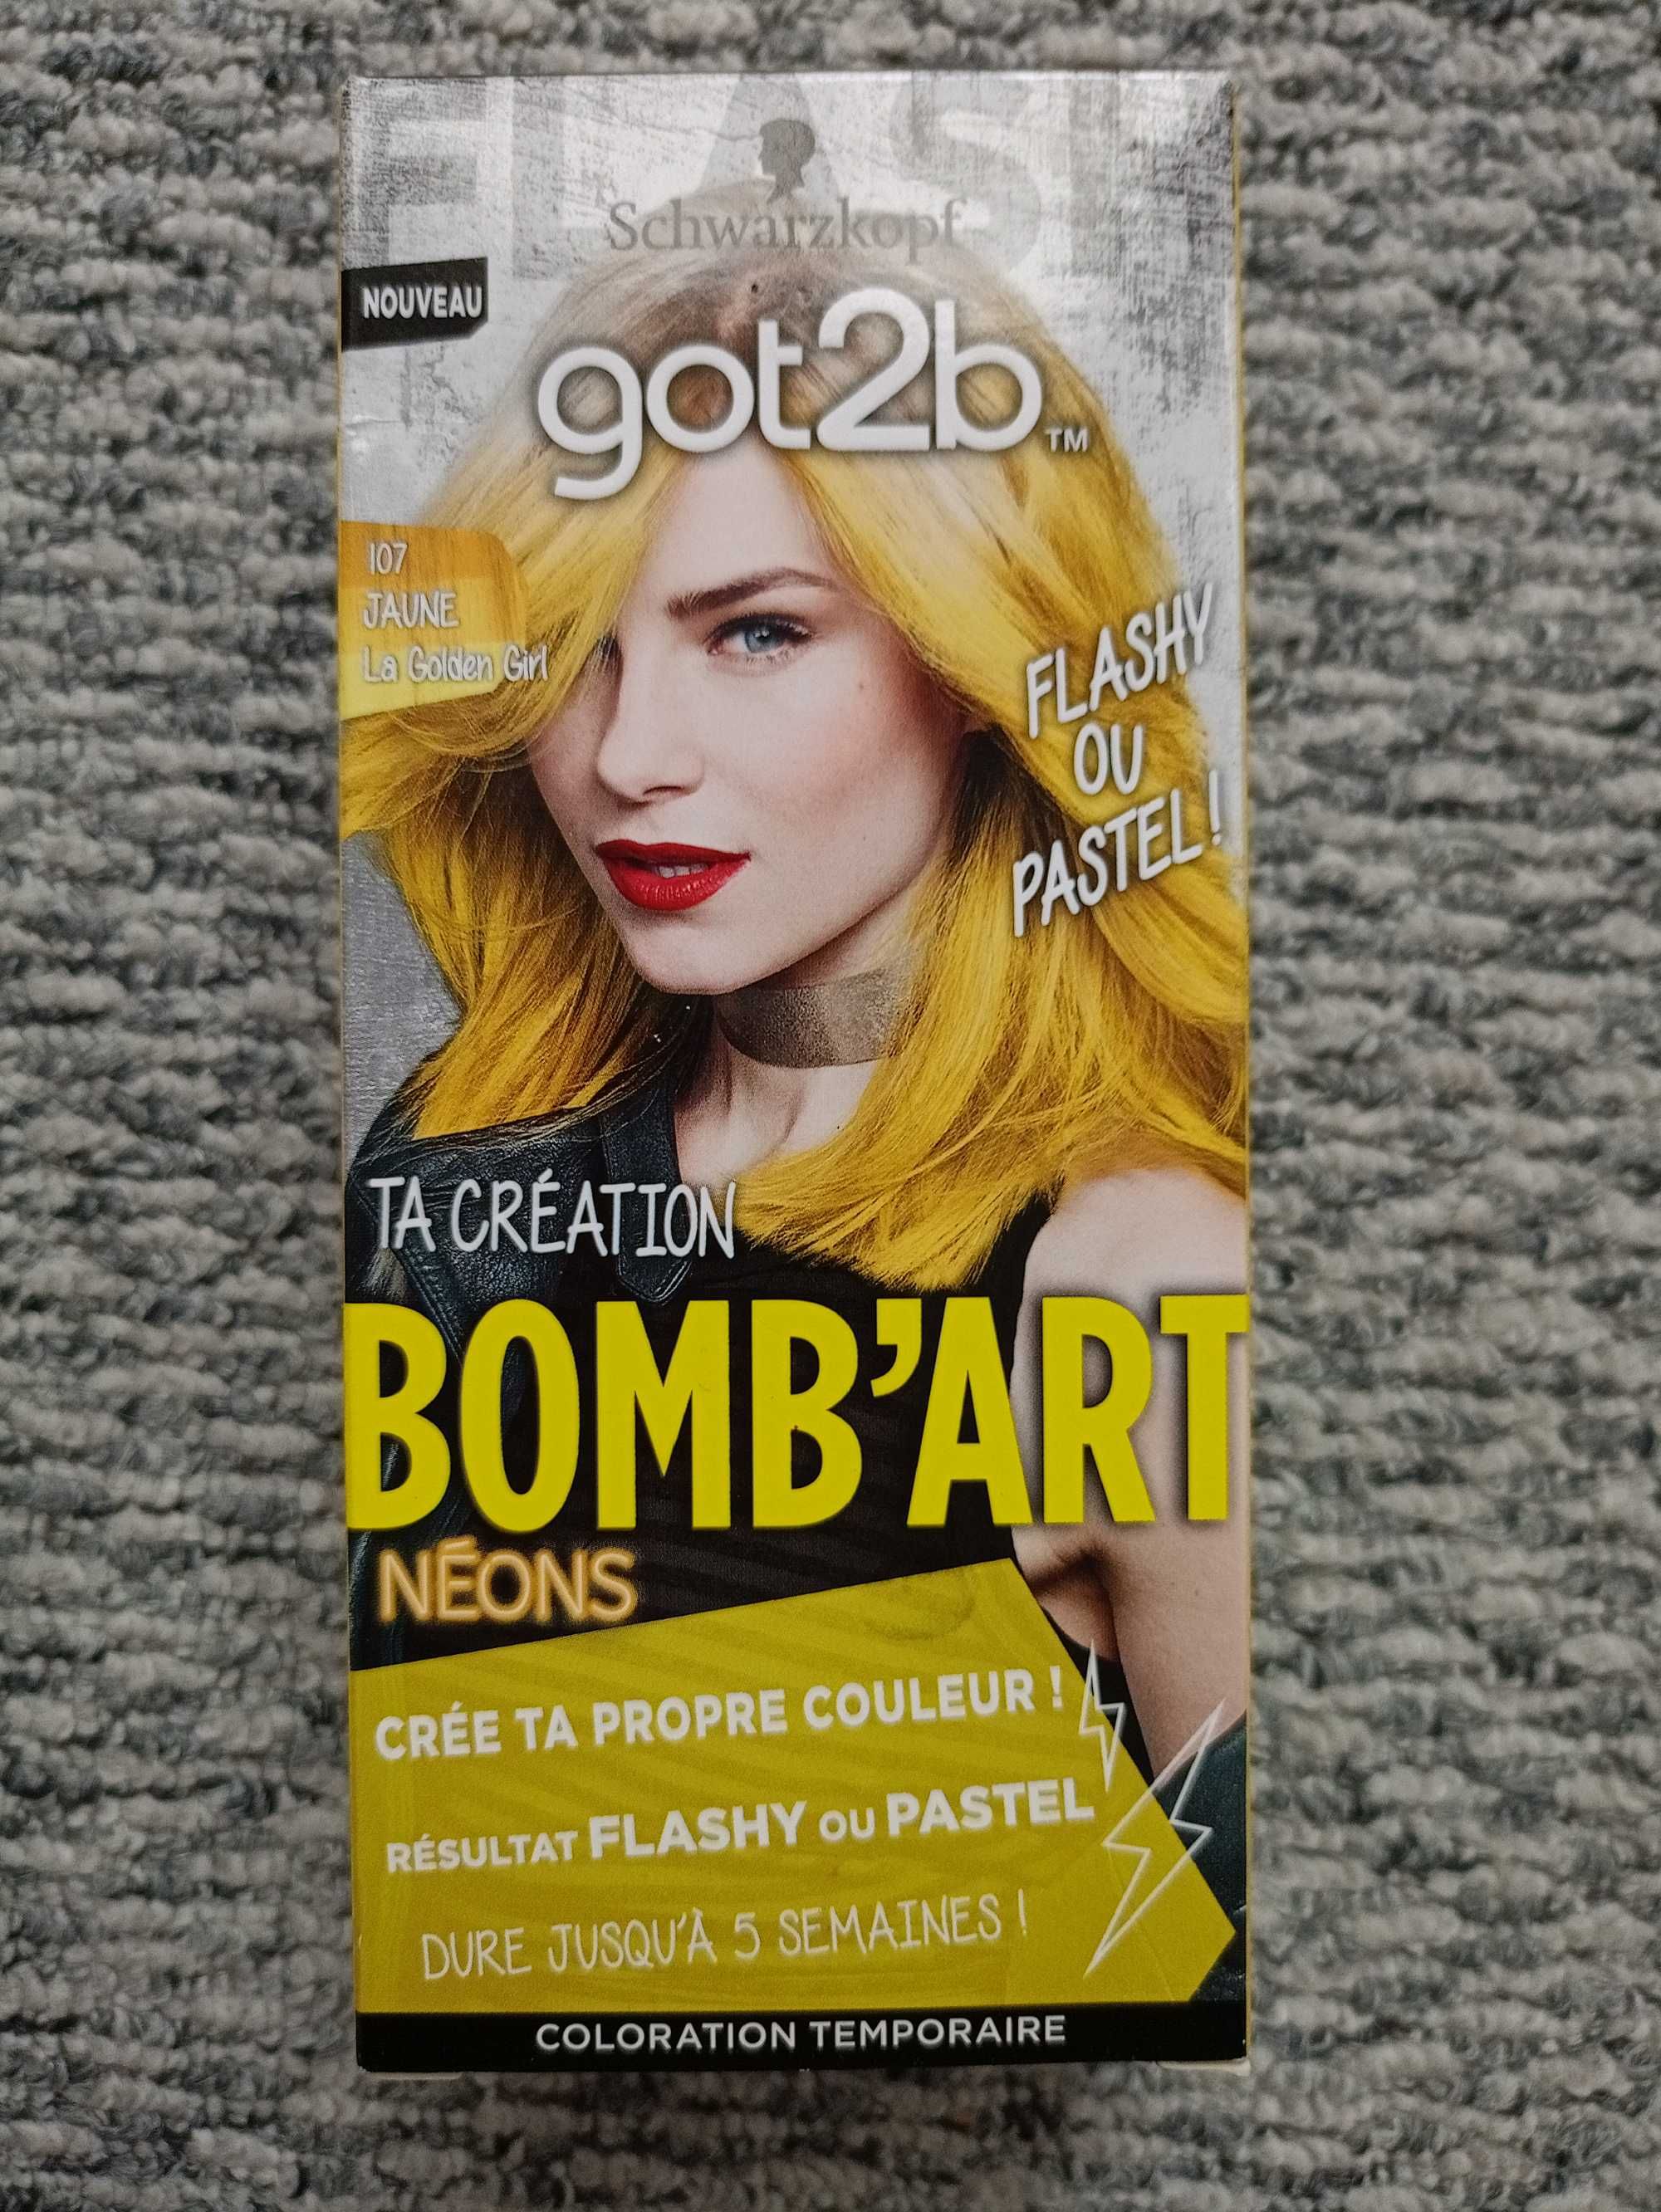 FLASH
Schwarzkopf
NOUVEAU
got2b™
107
JAUNE
La Golden Girl
FLASHY
OU
PASTEL !
TA CRÉATION
BOMB'ART
NÉONS
CRÉE TA PROPRE COULEUR !
RÉSULTAT FLASHY OU PASTEL
DURE JUSQU'À 5 SEMAINES !
COLORATION TEMPORAIRE